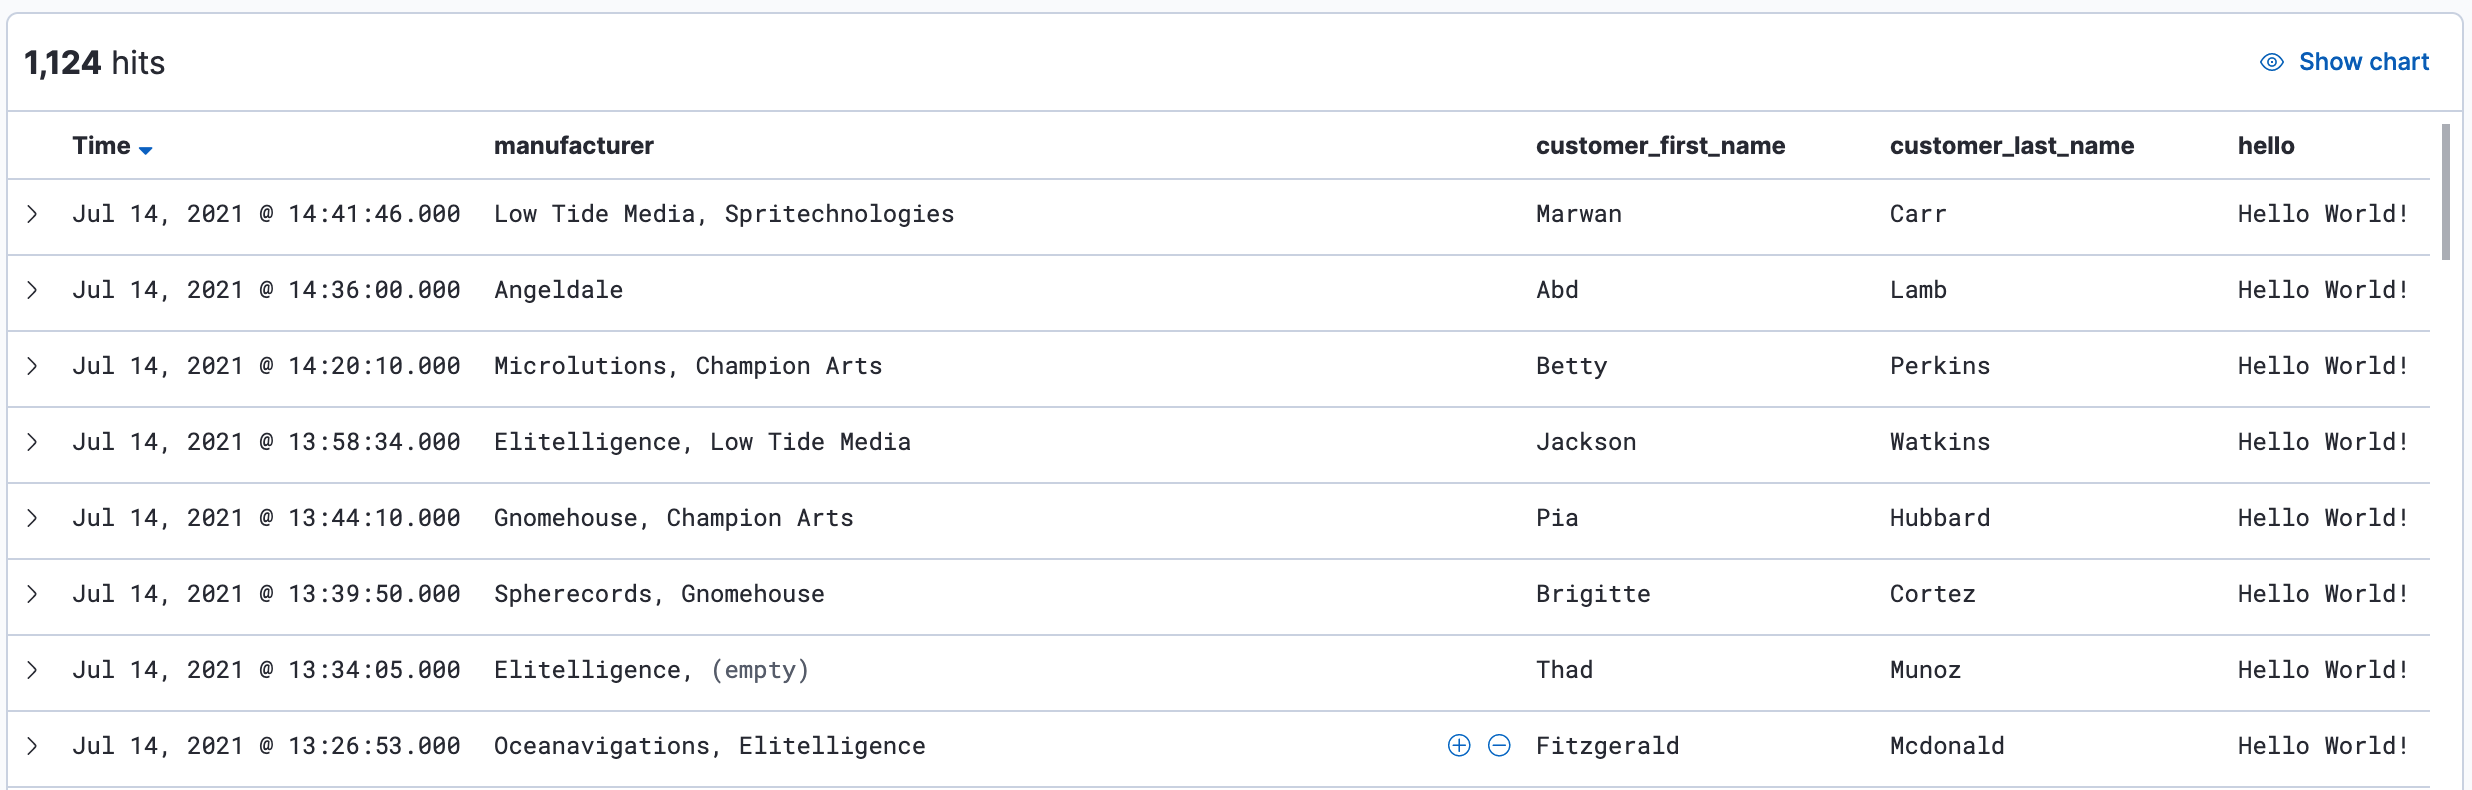 1,124 hits
Show chart
Time manufacturer customer_first_name customer_last_name hello
Jul 14, 2021 @ 14:41:46.000 Low Tide Media, Spritechnologies Marwan Carr Hello World!
Jul 14, 2021 @ 14:36:00.000 Angeldale Abd Lamb Hello World!
Jul 14, 2021 @ 14:20:10.000 Microlutions, Champion Arts Betty Perkins Hello World!
Jul 14, 2021 @ 13:58:34.000 Elitelligence, Low Tide Media Jackson Watkins Hello World!
Jul 14, 2021 @ 13:44:10.000 Gnomehouse, Champion Arts Pia Hubbard Hello World!
Jul 14, 2021 @ 13:39:50.000 Spherecords, Gnomehouse Brigitte Cortez Hello World!
Jul 14, 2021 @ 13:34:05.000 Elitelligence, (empty) Thad Munoz Hello World!
Jul 14, 2021 @ 13:26:53.000 Oceanavigations, Elitelligence Fitzgerald Mcdonald Hello World!